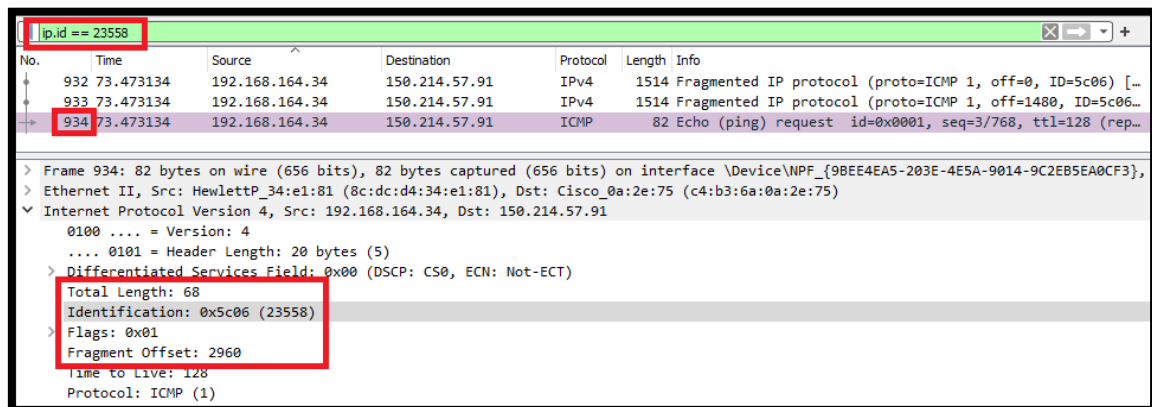 ip.id == 23558
No. Time Source Destination Protocol Length Info
932 73.473134 192.168.164.34 150.214.57.91 IPv4 1514 Fragmented IP protocol (proto=ICMP 1, off=0, ID=5c06) […
933 73.473134 192.168.164.34 150.214.57.91 IPv4 1514 Fragmented IP protocol (proto=ICMP 1, off=1480, ID=5c06…
934 73.473134 192.168.164.34 150.214.57.91 ICMP 82 Echo (ping) request id=0x0001, seq=3/768, ttl=128 (rep…
> Frame 934: 82 bytes on wire (656 bits), 82 bytes captured (656 bits) on interface \Device\NPF_{9BEE4EA5-203E-4E5A-9014-9C2EB5EA0CF3},
> Ethernet II, Src: HewlettP_34:e1:81 (8c:dc:d4:34:e1:81), Dst: Cisco_0a:2e:75 (c4:b3:6a:0a:2e:75)
Internet Protocol Version 4, Src: 192.168.164.34, Dst: 150.214.57.91
0100 .... = Version: 4
.... 0101 = Header Length: 20 bytes (5)
> Differentiated Services Field: 0x00 (DSCP: CS0, ECN: Not-ECT)
Total Length: 68
Identification: 0x5c06 (23558)
> Flags: 0x01
Fragment Offset: 2960
Time to Live: 128
Protocol: ICMP (1)